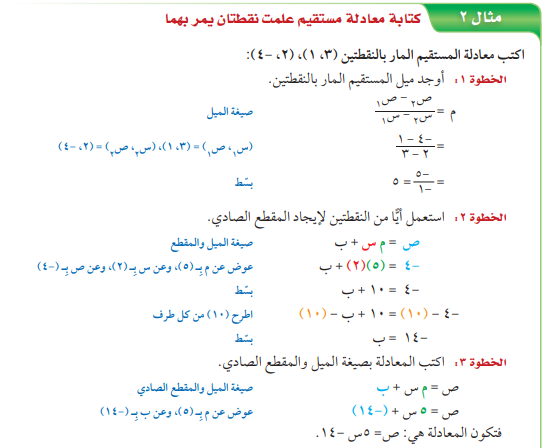 مثال ٢ كتابة معادلة مستقيم علمت نقطتان يمر بهما
اكتب معادلة المستقيم المار بالنقطتين (٣، ١)، (٢، -٤):
الخطوة ١: أوجد ميل المستقيم المار بالنقطتين.
م = (ص٢ - ص١) / (س٢ - س١) صيغة الميل
= (-٤ - ١) / (٢ - ٣) (س١، ص١) = (٣، ١)، (س٢، ص٢) = (٢، -٤)
= -٥ / -١ = ٥ بسّط
الخطوة ٢: استعمل أيًّا من النقطتين لإيجاد المقطع الصادي.
ص = م س + ب صيغة الميل والمقطع
-٤ = (٥)(٢) + ب عوض عن م بـ (٥)، وعن س بـ (٢)، وعن ص بـ (-٤)
-٤ = ١٠ + ب بسّط
-٤ - (١٠) = ١٠ + ب - (١٠) اطرح (١٠) من كل طرف
-١٤ = ب بسّط
الخطوة ٣: اكتب المعادلة بصيغة الميل والمقطع الصادي.
ص = م س + ب صيغة الميل والمقطع الصادي
ص = ٥ س + (-١٤) عوض عن م بـ (٥)، وعن ب بـ (-١٤)
فتكون المعادلة هي: ص= ٥س -١٤.